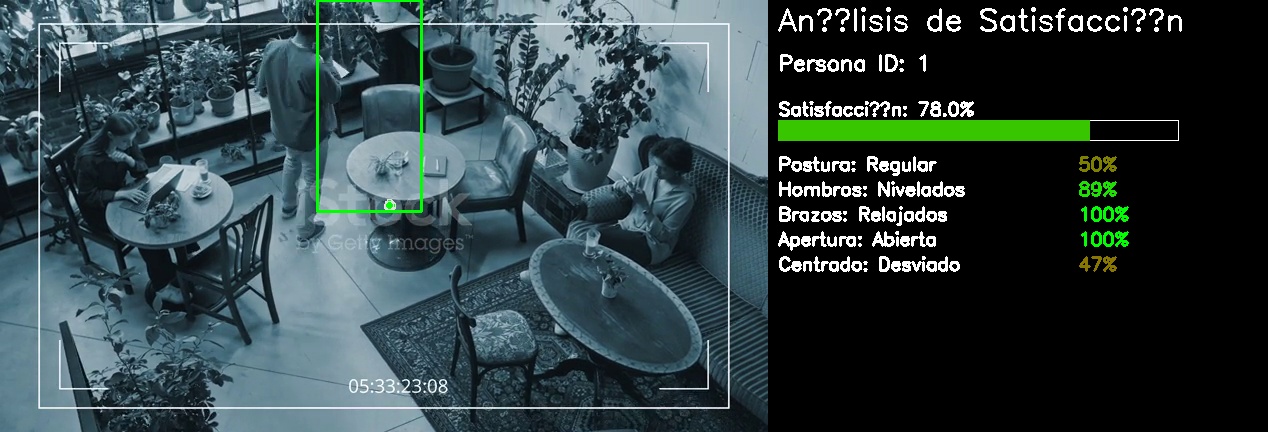 iStock
by Getty Images™
05:33:23:08
An??lisis de Satisfacci??n
Persona ID: 1
Satisfacci??n: 78.0%
Postura: Regular 50%
Hombros: Nivelados 89%
Brazos: Relajados 100%
Apertura: Abierta 100%
Centrado: Desviado 47%